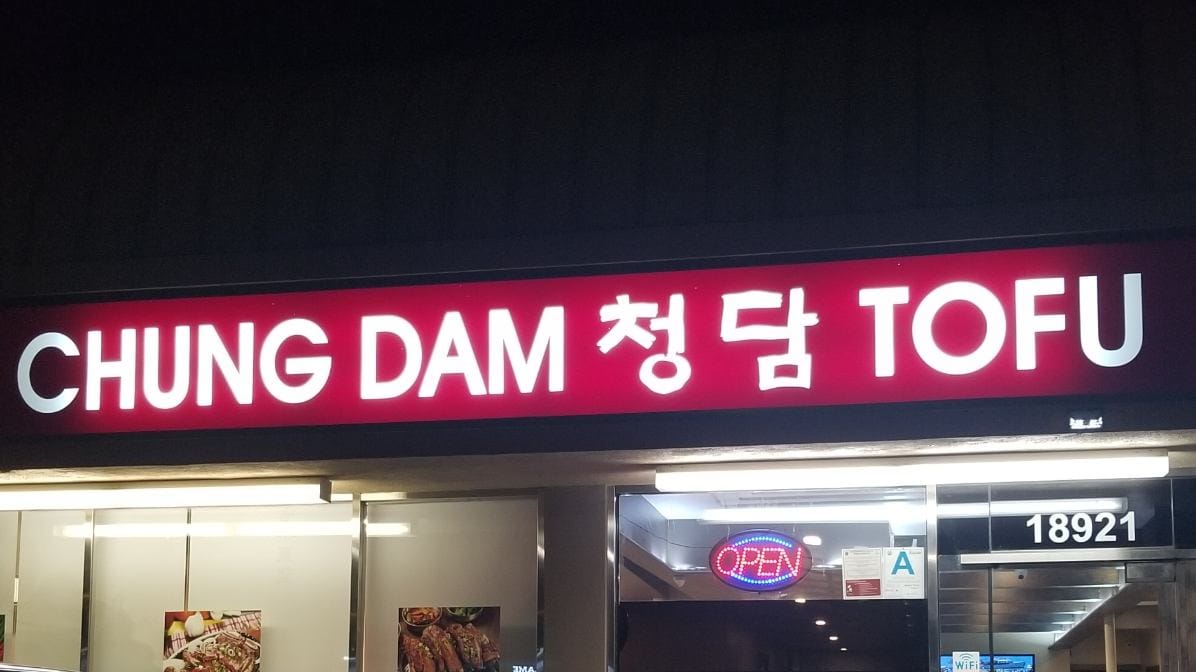 CHUNG DAM 청담 TOFU
OPEN
A
18921
WiFi